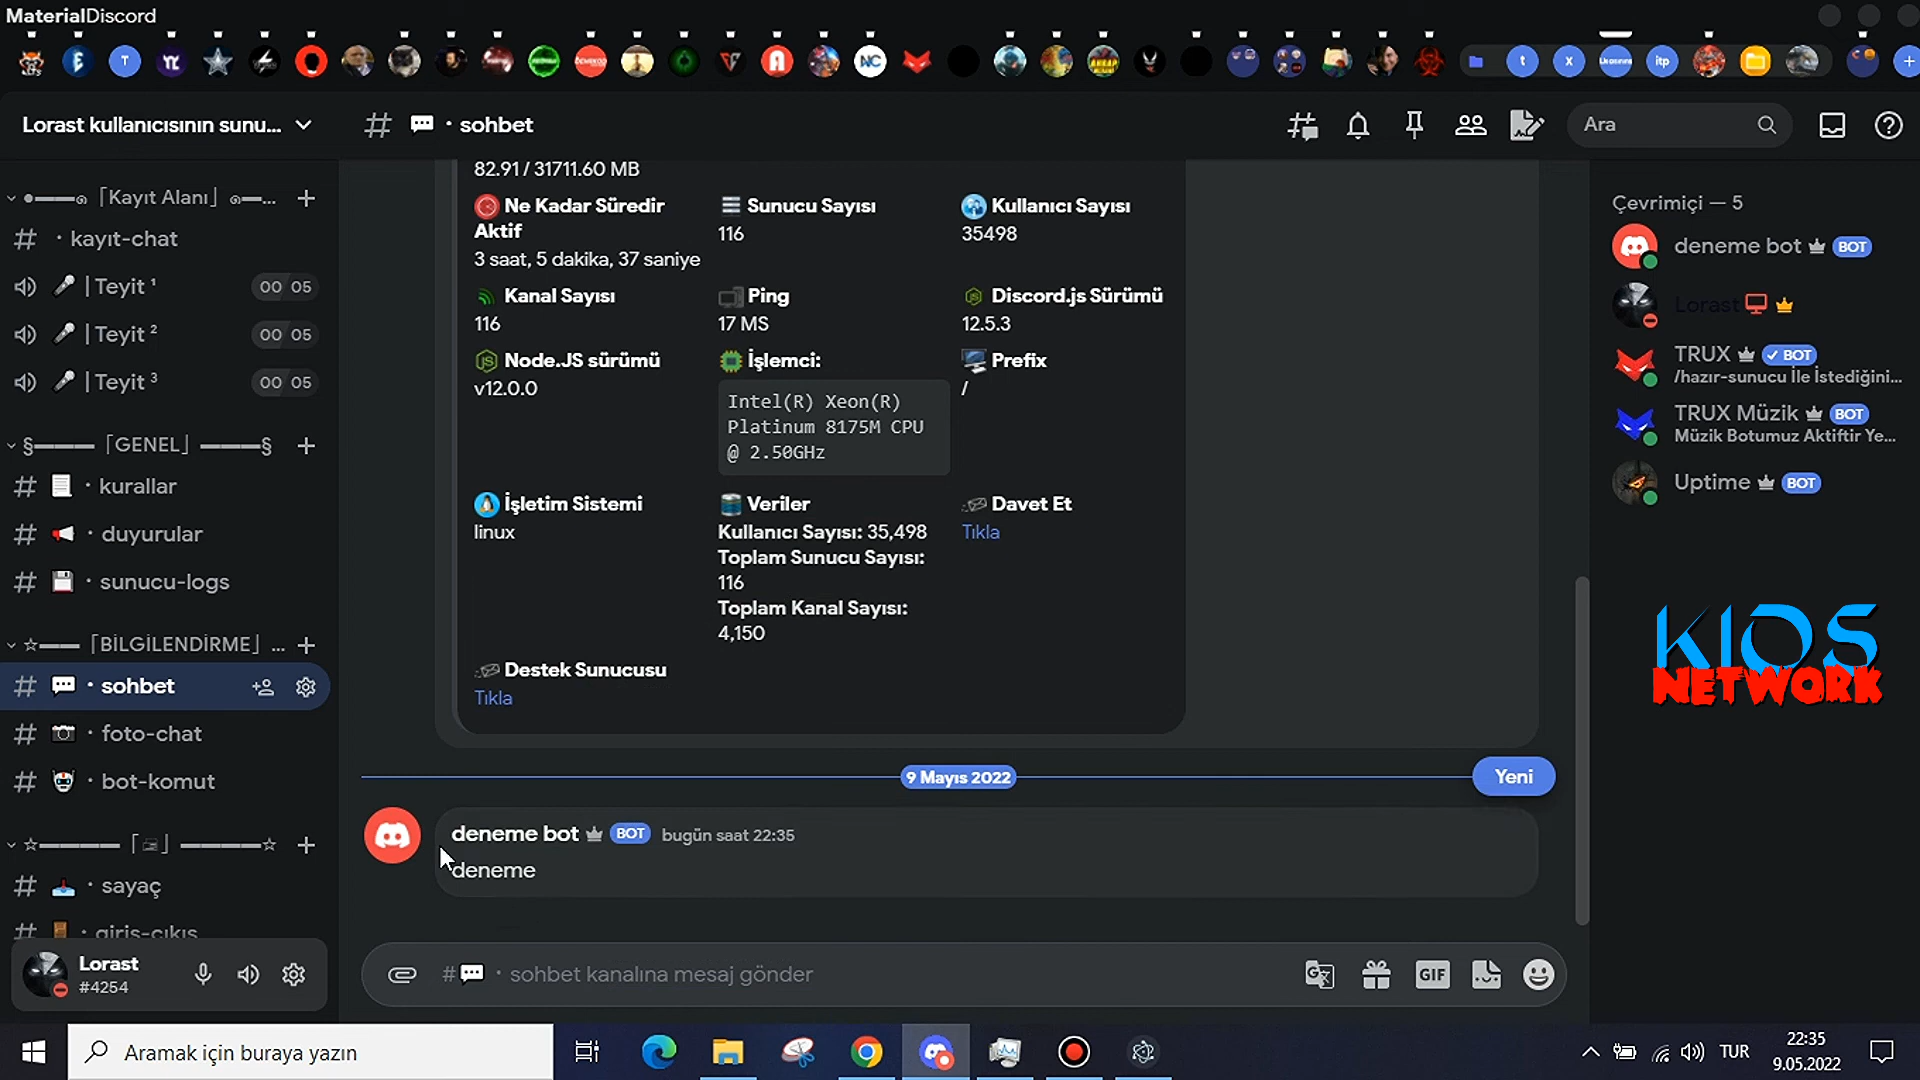 MaterialDiscord
Lorast kullanıcısının sunu...
# 💬 · sohbet
Ara
●━━━๑「Kayıt Alanı」๑━...
# · kayıt-chat
🎤 | Teyit ¹ 00 05
🎤 | Teyit ² 00 05
🎤 | Teyit ³ 00 05
§━━━━「GENEL」━━━━§
# 📃 · kurallar
# 📢 · duyurular
# 💾 · sunucu-logs
☆━━━「BİLGİLENDİRME」...
# 💬 · sohbet
# 📷 · foto-chat
# 🤖 · bot-komut
# 📥 · sayaç
# 🚪 · giriş-çıkış
Lorast
#4254
82.91 / 31711.60 MB
Ne Kadar Süredir
Aktif
3 saat, 5 dakika, 37 saniye
Sunucu Sayısı
116
Kullanıcı Sayısı
35498
Kanal Sayısı
116
Ping
17 MS
Discord.js Sürümü
12.5.3
Node.JS sürümü
v12.0.0
İşlemci:
Intel(R) Xeon(R)
Platinum 8175M CPU
@ 2.50GHz
Prefix
/
İşletim Sistemi
linux
Veriler
Kullanıcı Sayısı: 35,498
Toplam Sunucu Sayısı:
116
Toplam Kanal Sayısı:
4,150
Davet Et
Tıkla
Destek Sunucusu
Tıkla
9 Mayıs 2022
Yeni
deneme bot BOT bugün saat 22:35
deneme
#💬 · sohbet kanalına mesaj gönder
GIF
Çevrimiçi — 5
deneme bot BOT
Lorast
TRUX ✓ BOT
/hazır-sunucu İle İstediğini...
TRUX Müzik BOT
Müzik Botumuz Aktiftir Ye...
Uptime BOT
KIOS
NETWORK
Aramak için buraya yazın
TUR
22:35
9.05.2022